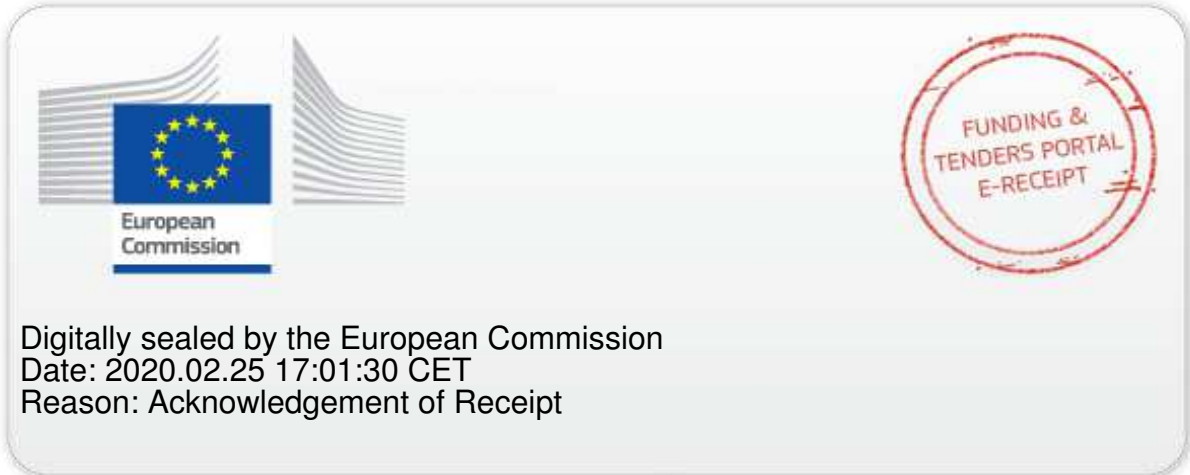 European
Commission
FUNDING &
TENDERS PORTAL
E-RECEIPT
Digitally sealed by the European Commission
Date: 2020.02.25 17:01:30 CET
Reason: Acknowledgement of Receipt